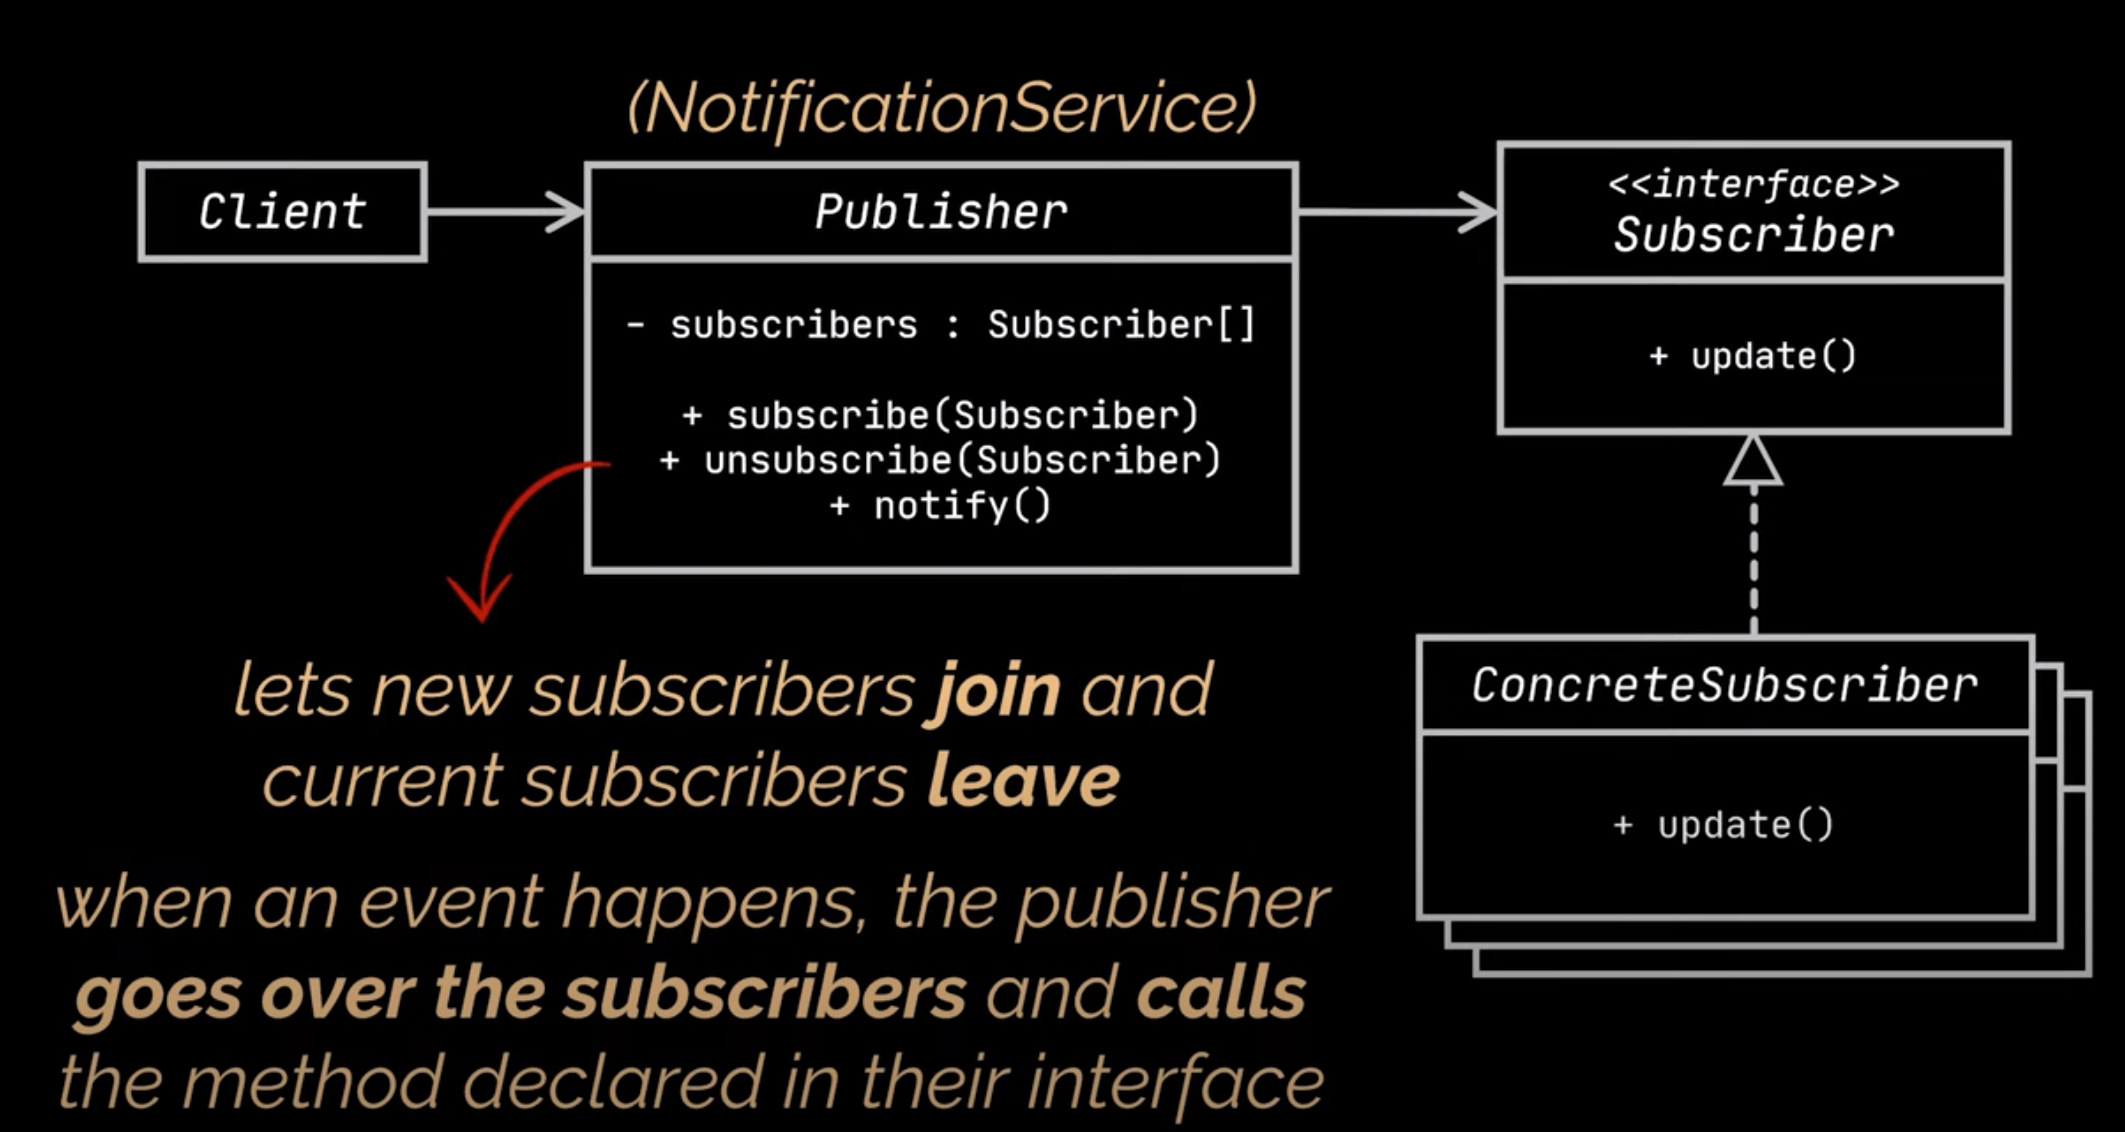 (NotificationService)
Client
Publisher
- subscribers : Subscriber[]
+ subscribe(Subscriber)
+ unsubscribe(Subscriber)
+ notify()
<<interface>>
Subscriber
+ update()
ConcreteSubscriber
+ update()
lets new subscribers join and
current subscribers leave
when an event happens, the publisher
goes over the subscribers and calls
the method declared in their interface